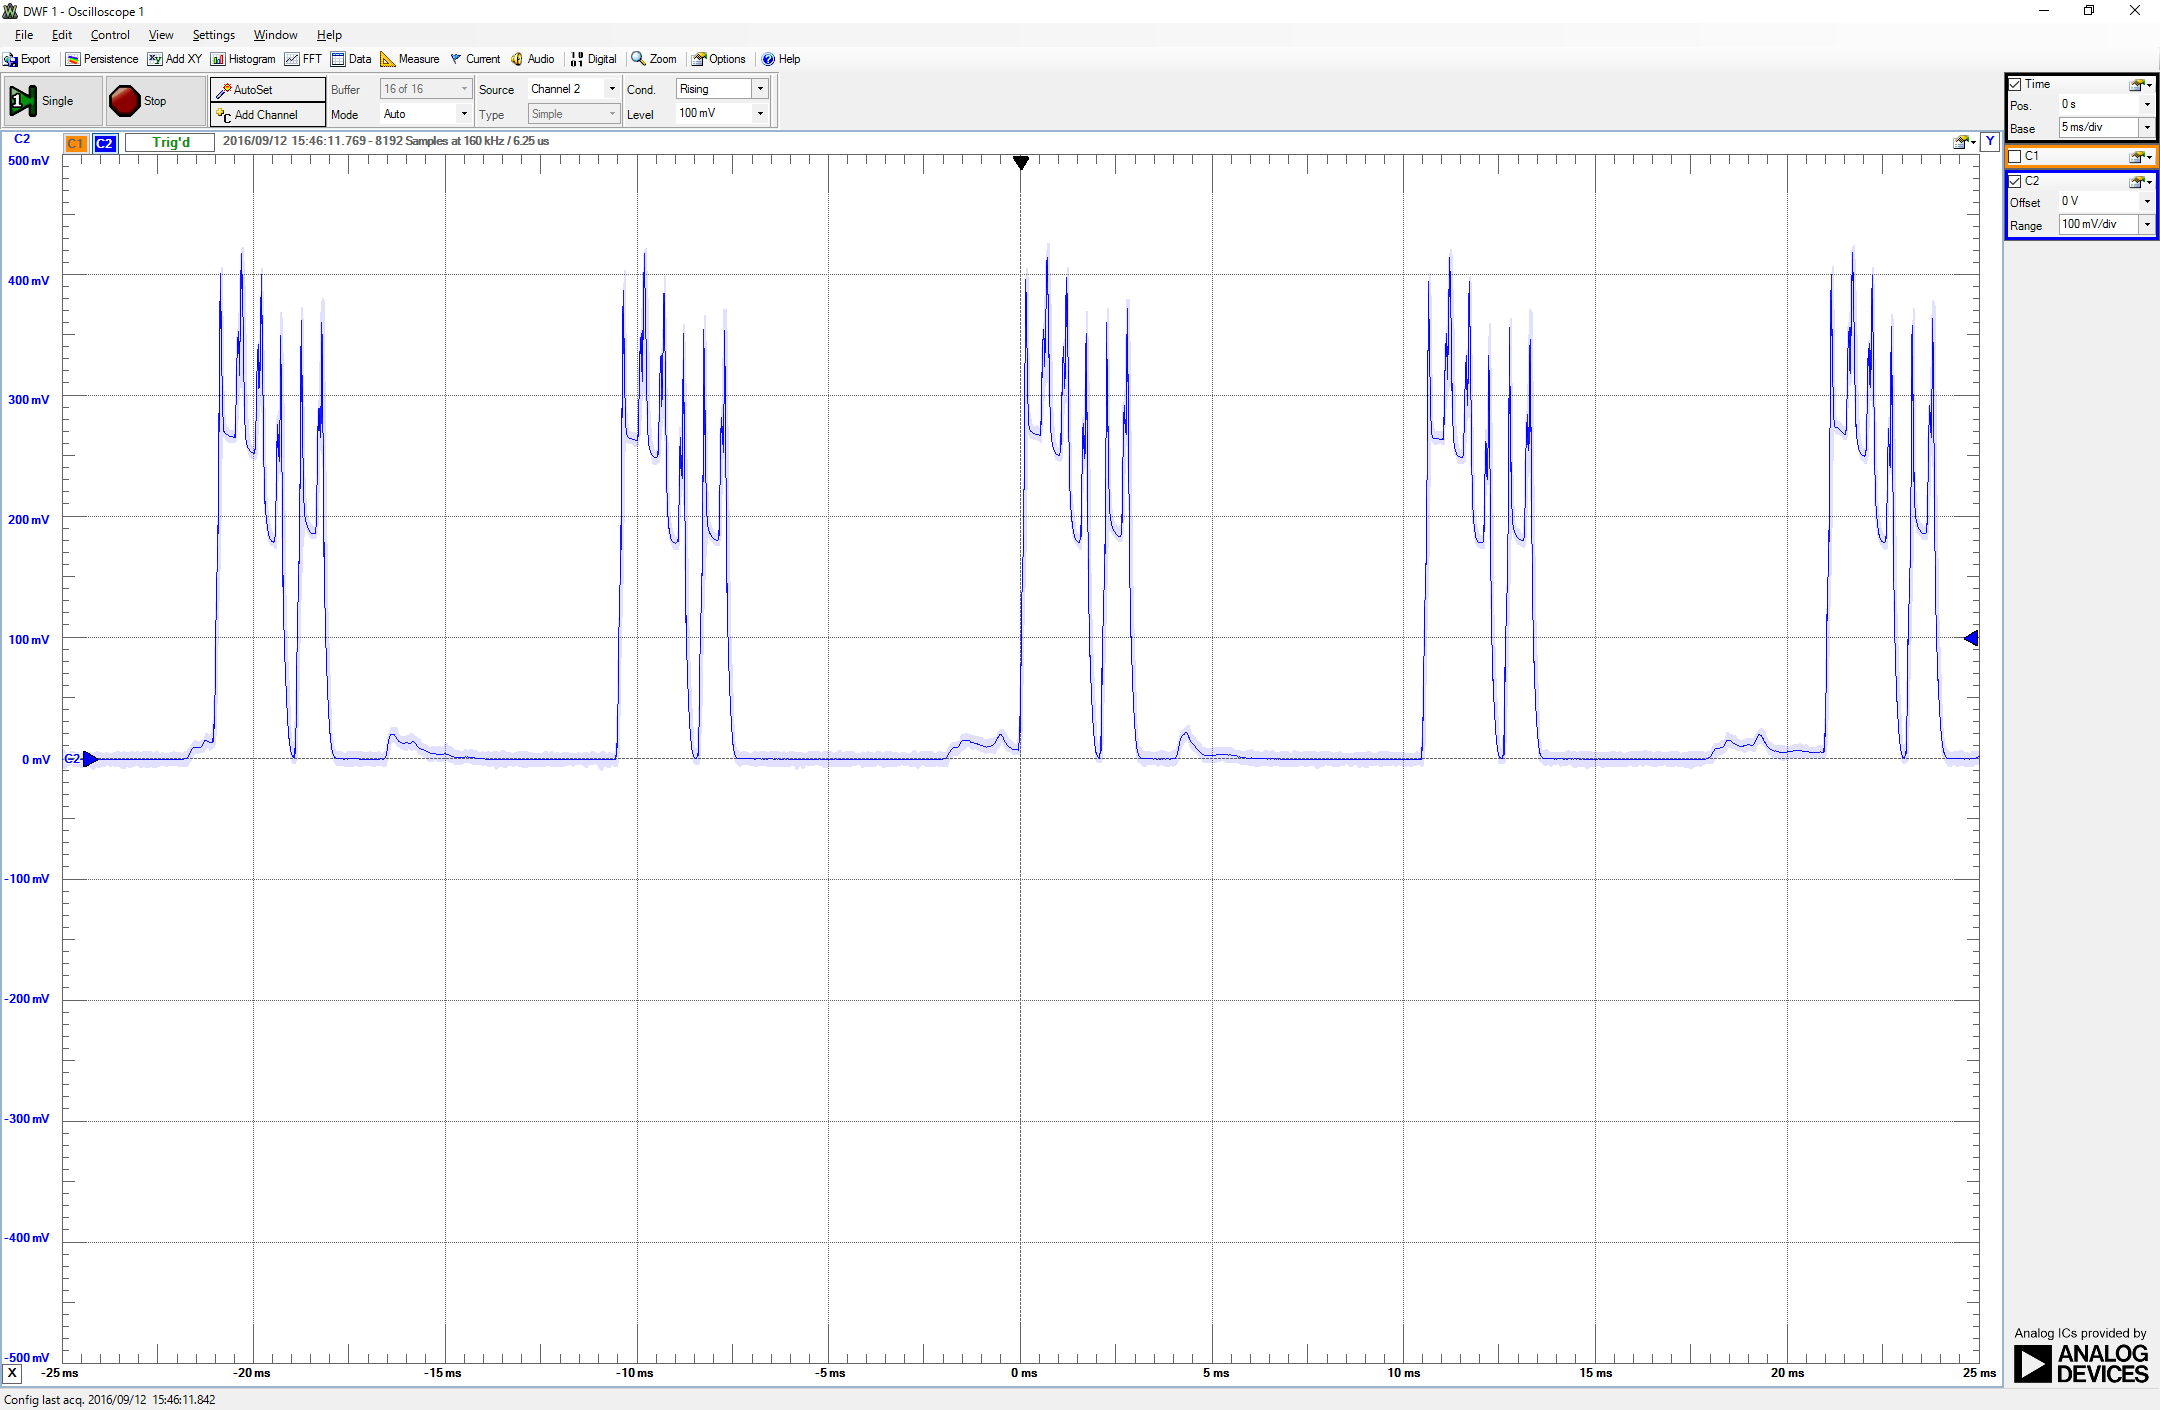 DWF 1 - Oscilloscope 1
File Edit Control View Settings Window Help
Export Persistence Add XY Histogram FFT Data Measure Current Audio Digital Zoom Options Help
Single Stop AutoSet Buffer 16 of 16 Source Channel 2 Cond. Rising
Add Channel Mode Auto Type Simple Level 100 mV
C2 C1 C2 Trig'd 2016/09/12 15:46:11.769 - 8192 Samples at 160 kHz / 6.25 us Y
Time
Pos. 0 s
Base 5 ms/div
C1
C2
Offset 0 V
Range 100 mV/div
500 mV
400 mV
300 mV
200 mV
100 mV
0 mV C2
-100 mV
-200 mV
-300 mV
-400 mV
-500 mV
X -25 ms -20 ms -15 ms -10 ms -5 ms 0 ms 5 ms 10 ms 15 ms 20 ms 25 ms
Analog ICs provided by
ANALOG
DEVICES
Config last acq. 2016/09/12 15:46:11.842